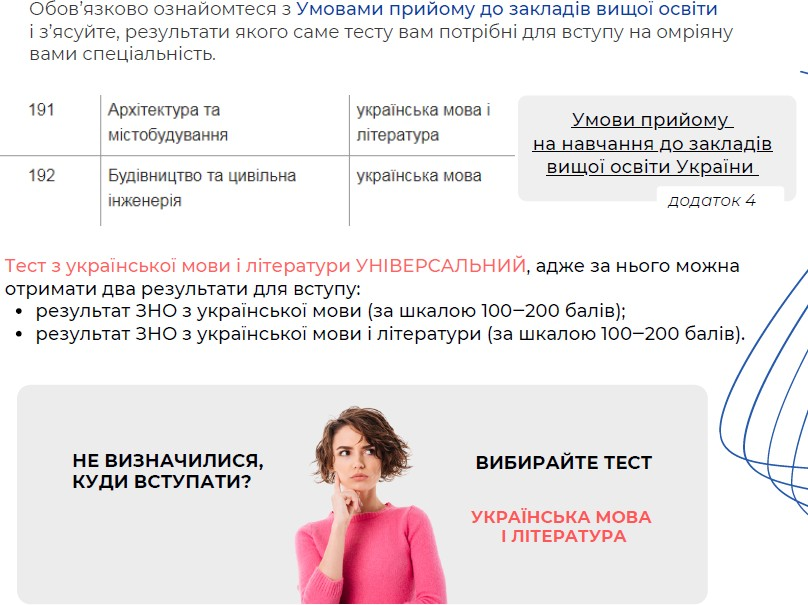 Обов’язково ознайомтеся з Умовами прийому до закладів вищої освіти
і з’ясуйте, результати якого саме тесту вам потрібні для вступу на омріяну
вами спеціальність.
191 Архітектура та містобудування українська мова і література
192 Будівництво та цивільна інженерія українська мова
Умови прийому
на навчання до закладів
вищої освіти України
додаток 4
Тест з української мови і літератури УНІВЕРСАЛЬНИЙ, адже за нього можна
отримати два результати для вступу:
• результат ЗНО з української мови (за шкалою 100–200 балів);
• результат ЗНО з української мови і літератури (за шкалою 100–200 балів).
НЕ ВИЗНАЧИЛИСЯ,
КУДИ ВСТУПАТИ?
ВИБИРАЙТЕ ТЕСТ
УКРАЇНСЬКА МОВА
І ЛІТЕРАТУРА